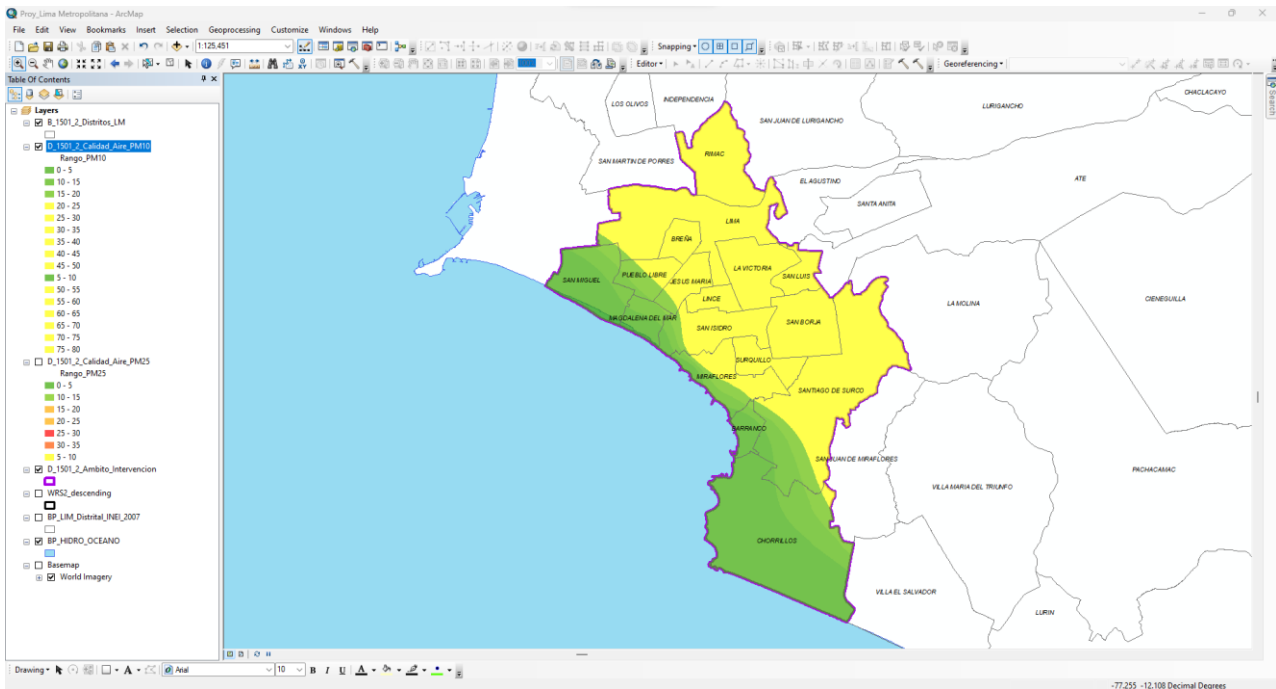 Proy_Lima Metropolitana - ArcMap
File Edit View Bookmarks Insert Selection Geoprocessing Customize Windows Help
1:125.451
Snapping
Editor
Georeferencing
Table Of Contents
Layers
B_1501_2_Distritos_LM
D_1501_2_Calidad_Aire_PM10
Rango_PM10
0 - 5
10 - 15
15 - 20
20 - 25
25 - 30
30 - 35
35 - 40
40 - 45
45 - 50
5 - 10
50 - 55
55 - 60
60 - 65
65 - 70
70 - 75
75 - 80
D_1501_2_Calidad_Aire_PM25
Rango_PM25
0 - 5
10 - 15
15 - 20
20 - 25
25 - 30
30 - 35
5 - 10
D_1501_2_Ambito_Intervencion
WRS2_descending
BP_LIM_Distrital_INEI_2007
BP_HIDRO_OCEANO
Basemap
World Imagery
CHACLACAYO
LOS OLIVOS
INDEPENDENCIA
LURIGANCHO
SAN JUAN DE LURIGANCHO
RIMAC
SAN MARTIN DE PORRES
EL AGUSTINO
ATE
SANTA ANITA
LIMA
BREÑA
LA VICTORIA
PUEBLO LIBRE
SAN LUIS
SAN MIGUEL
JESUS MARIA
LINCE
LA MOLINA
CIENEGUILLA
MAGDALENA DEL MAR
SAN ISIDRO
SAN BORJA
SURQUILLO
MIRAFLORES
SANTIAGO DE SURCO
BARRANCO
SAN JUAN DE MIRAFLORES
PACHACAMAC
VILLA MARIA DEL TRIUNFO
CHORRILLOS
VILLA EL SALVADOR
LURIN
Search
Drawing
Arial
10
B I U A
-77.255 -12.108 Decimal Degrees